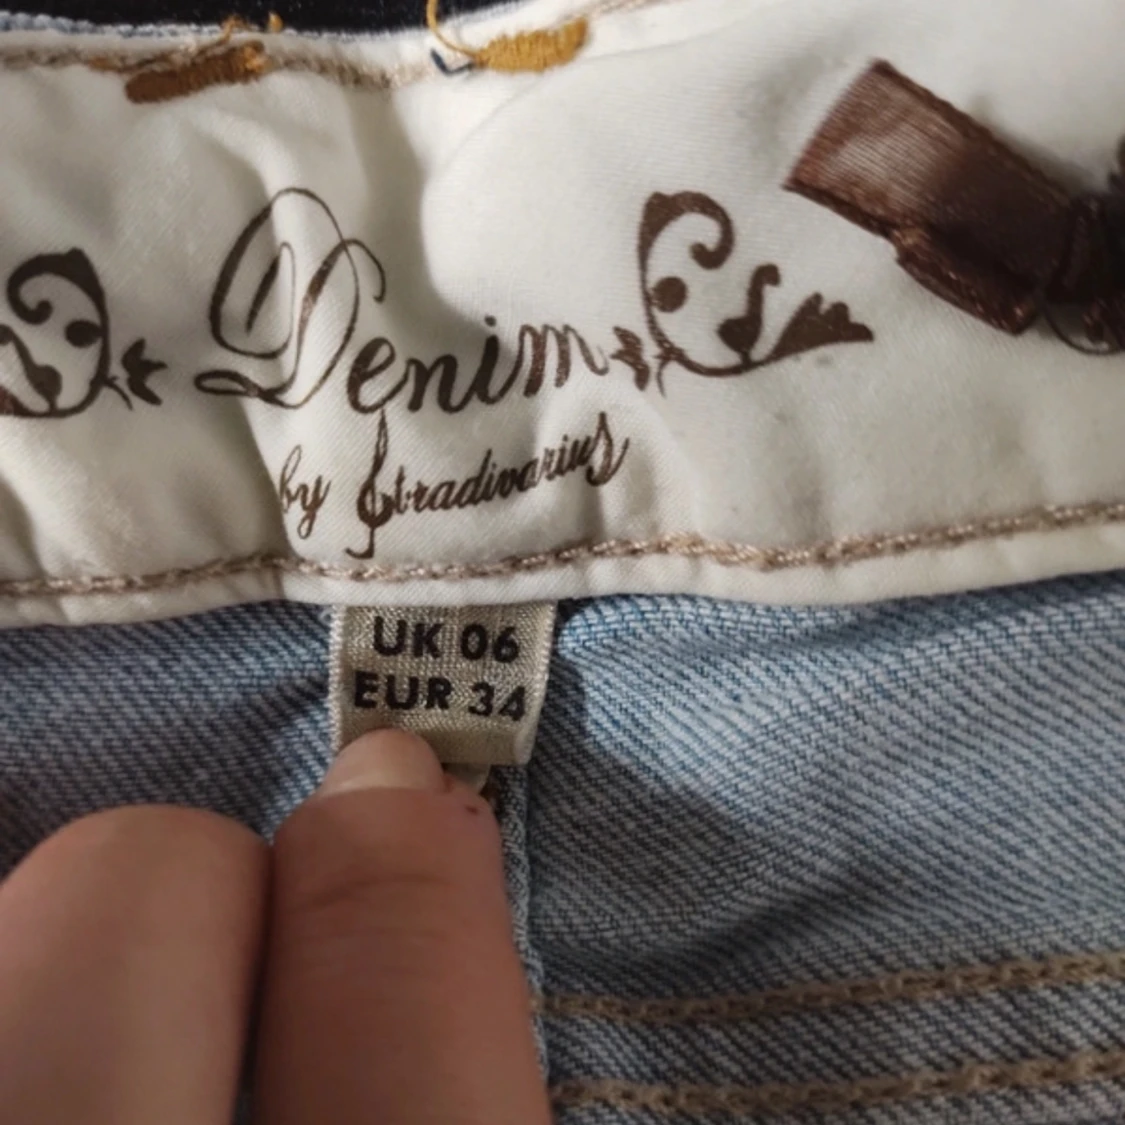 Denim
by Stradivarius
UK 06
EUR 34